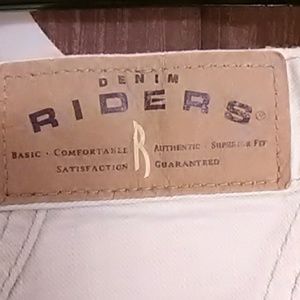 DENIM
RIDERS®
BASIC · COMFORTABLE R AUTHENTIC · SUPERIOR FIT
SATISFACTION GUARANTEED